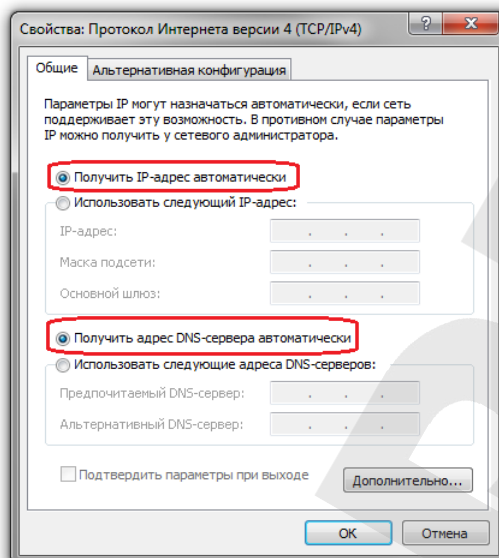 Свойства: Протокол Интернета версии 4 (TCP/IPv4)
Общие
Альтернативная конфигурация
Параметры IP могут назначаться автоматически, если сеть
поддерживает эту возможность. В противном случае параметры
IP можно получить у сетевого администратора.
Получить IP-адрес автоматически
Использовать следующий IP-адрес:
IP-адрес:
Маска подсети:
Основной шлюз:
Получить адрес DNS-сервера автоматически
Использовать следующие адреса DNS-серверов:
Предпочитаемый DNS-сервер:
Альтернативный DNS-сервер:
Подтвердить параметры при выходе
Дополнительно...
ОК
Отмена